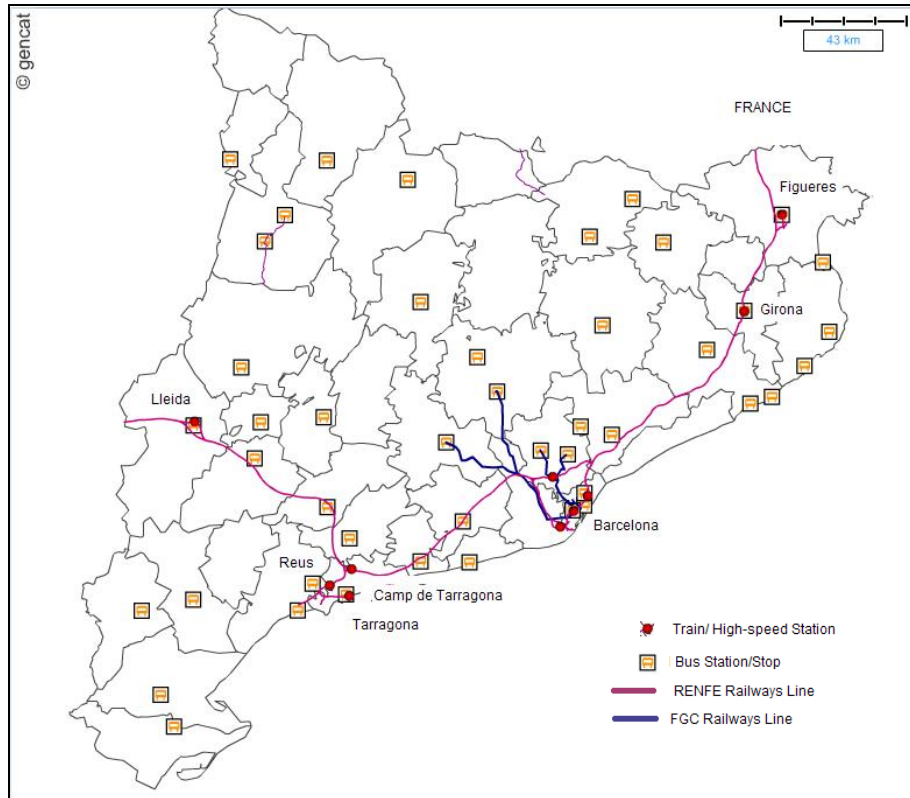 © gencat
43 km
FRANCE
Figueres
Girona
Lleida
Barcelona
Reus
Camp de Tarragona
Tarragona
Train/ High-speed Station
Bus Station/Stop
RENFE Railways Line
FGC Railways Line